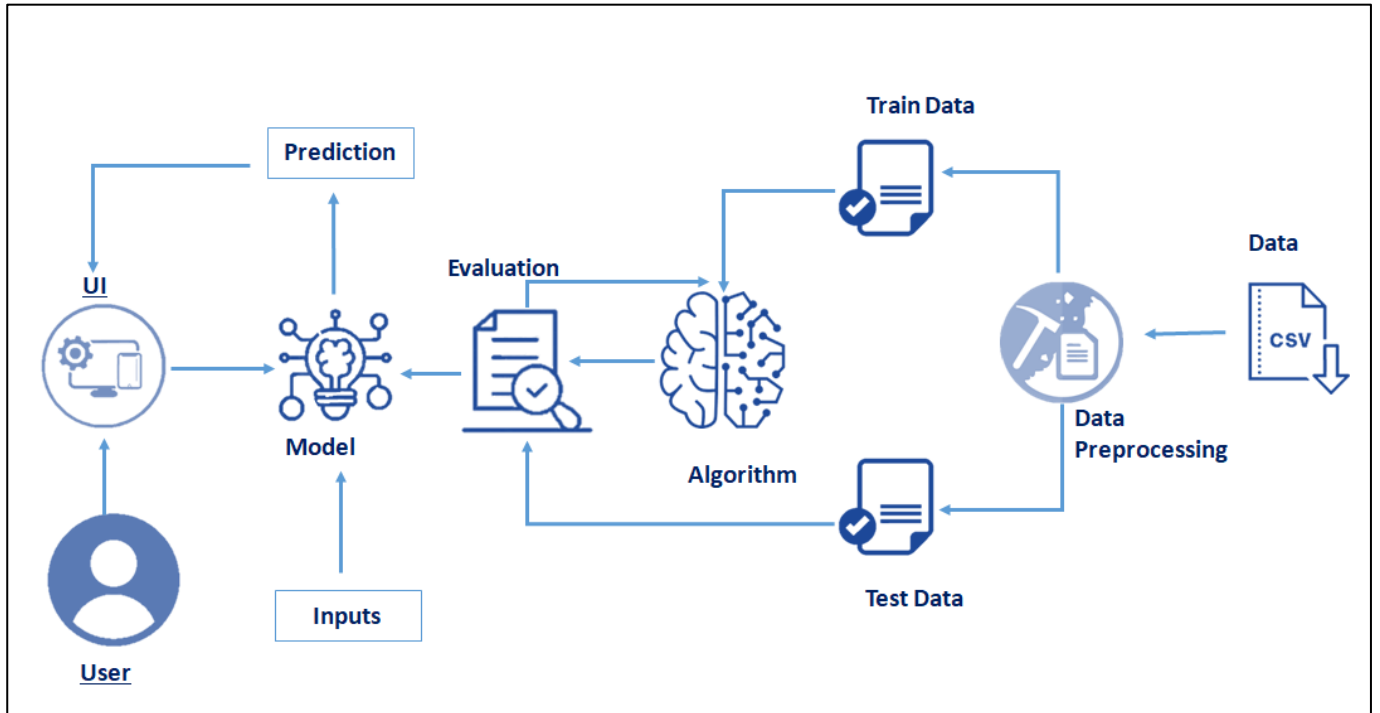 Train Data
Prediction
Data
Evaluation
UI
CSV
Data
Preprocessing
Model
Algorithm
Test Data
Inputs
User